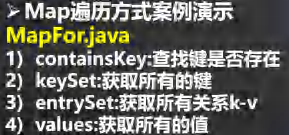 ➢ Map遍历方式案例演示
MapFor.java
1) containsKey:查找键是否存在
2) keySet:获取所有的键
3) entrySet:获取所有关系k-v
4) values:获取所有的值